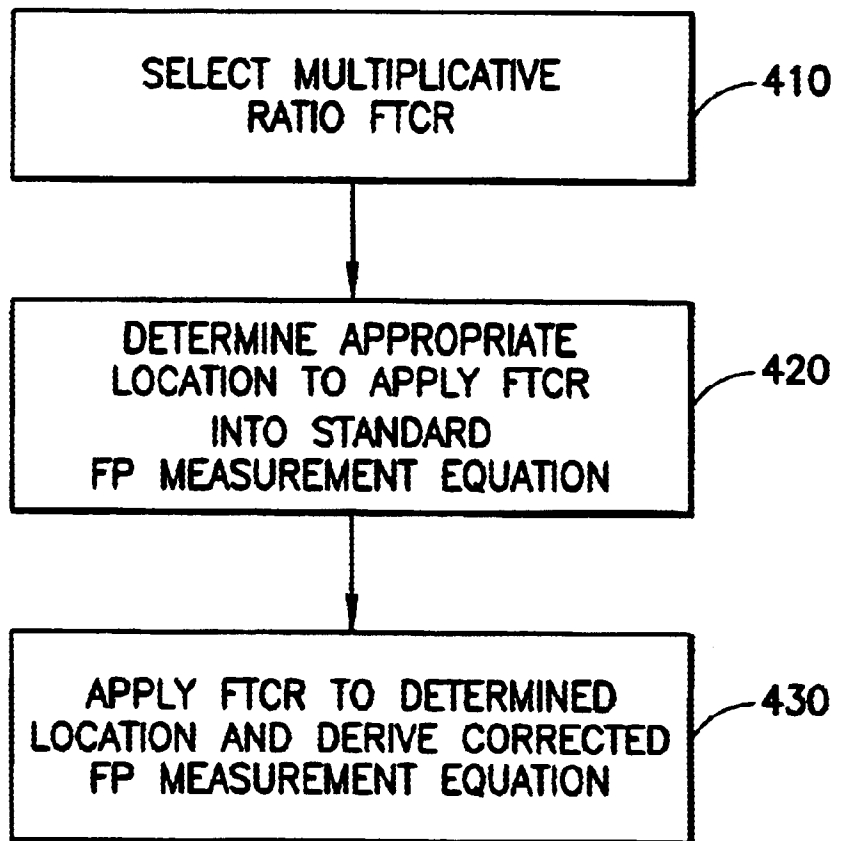 SELECT MULTIPLICATIVE
RATIO FTCR
410
DETERMINE APPROPRIATE
LOCATION TO APPLY FTCR
INTO STANDARD
FP MEASUREMENT EQUATION
420
APPLY FTCR TO DETERMINED
LOCATION AND DERIVE CORRECTED
FP MEASUREMENT EQUATION
430